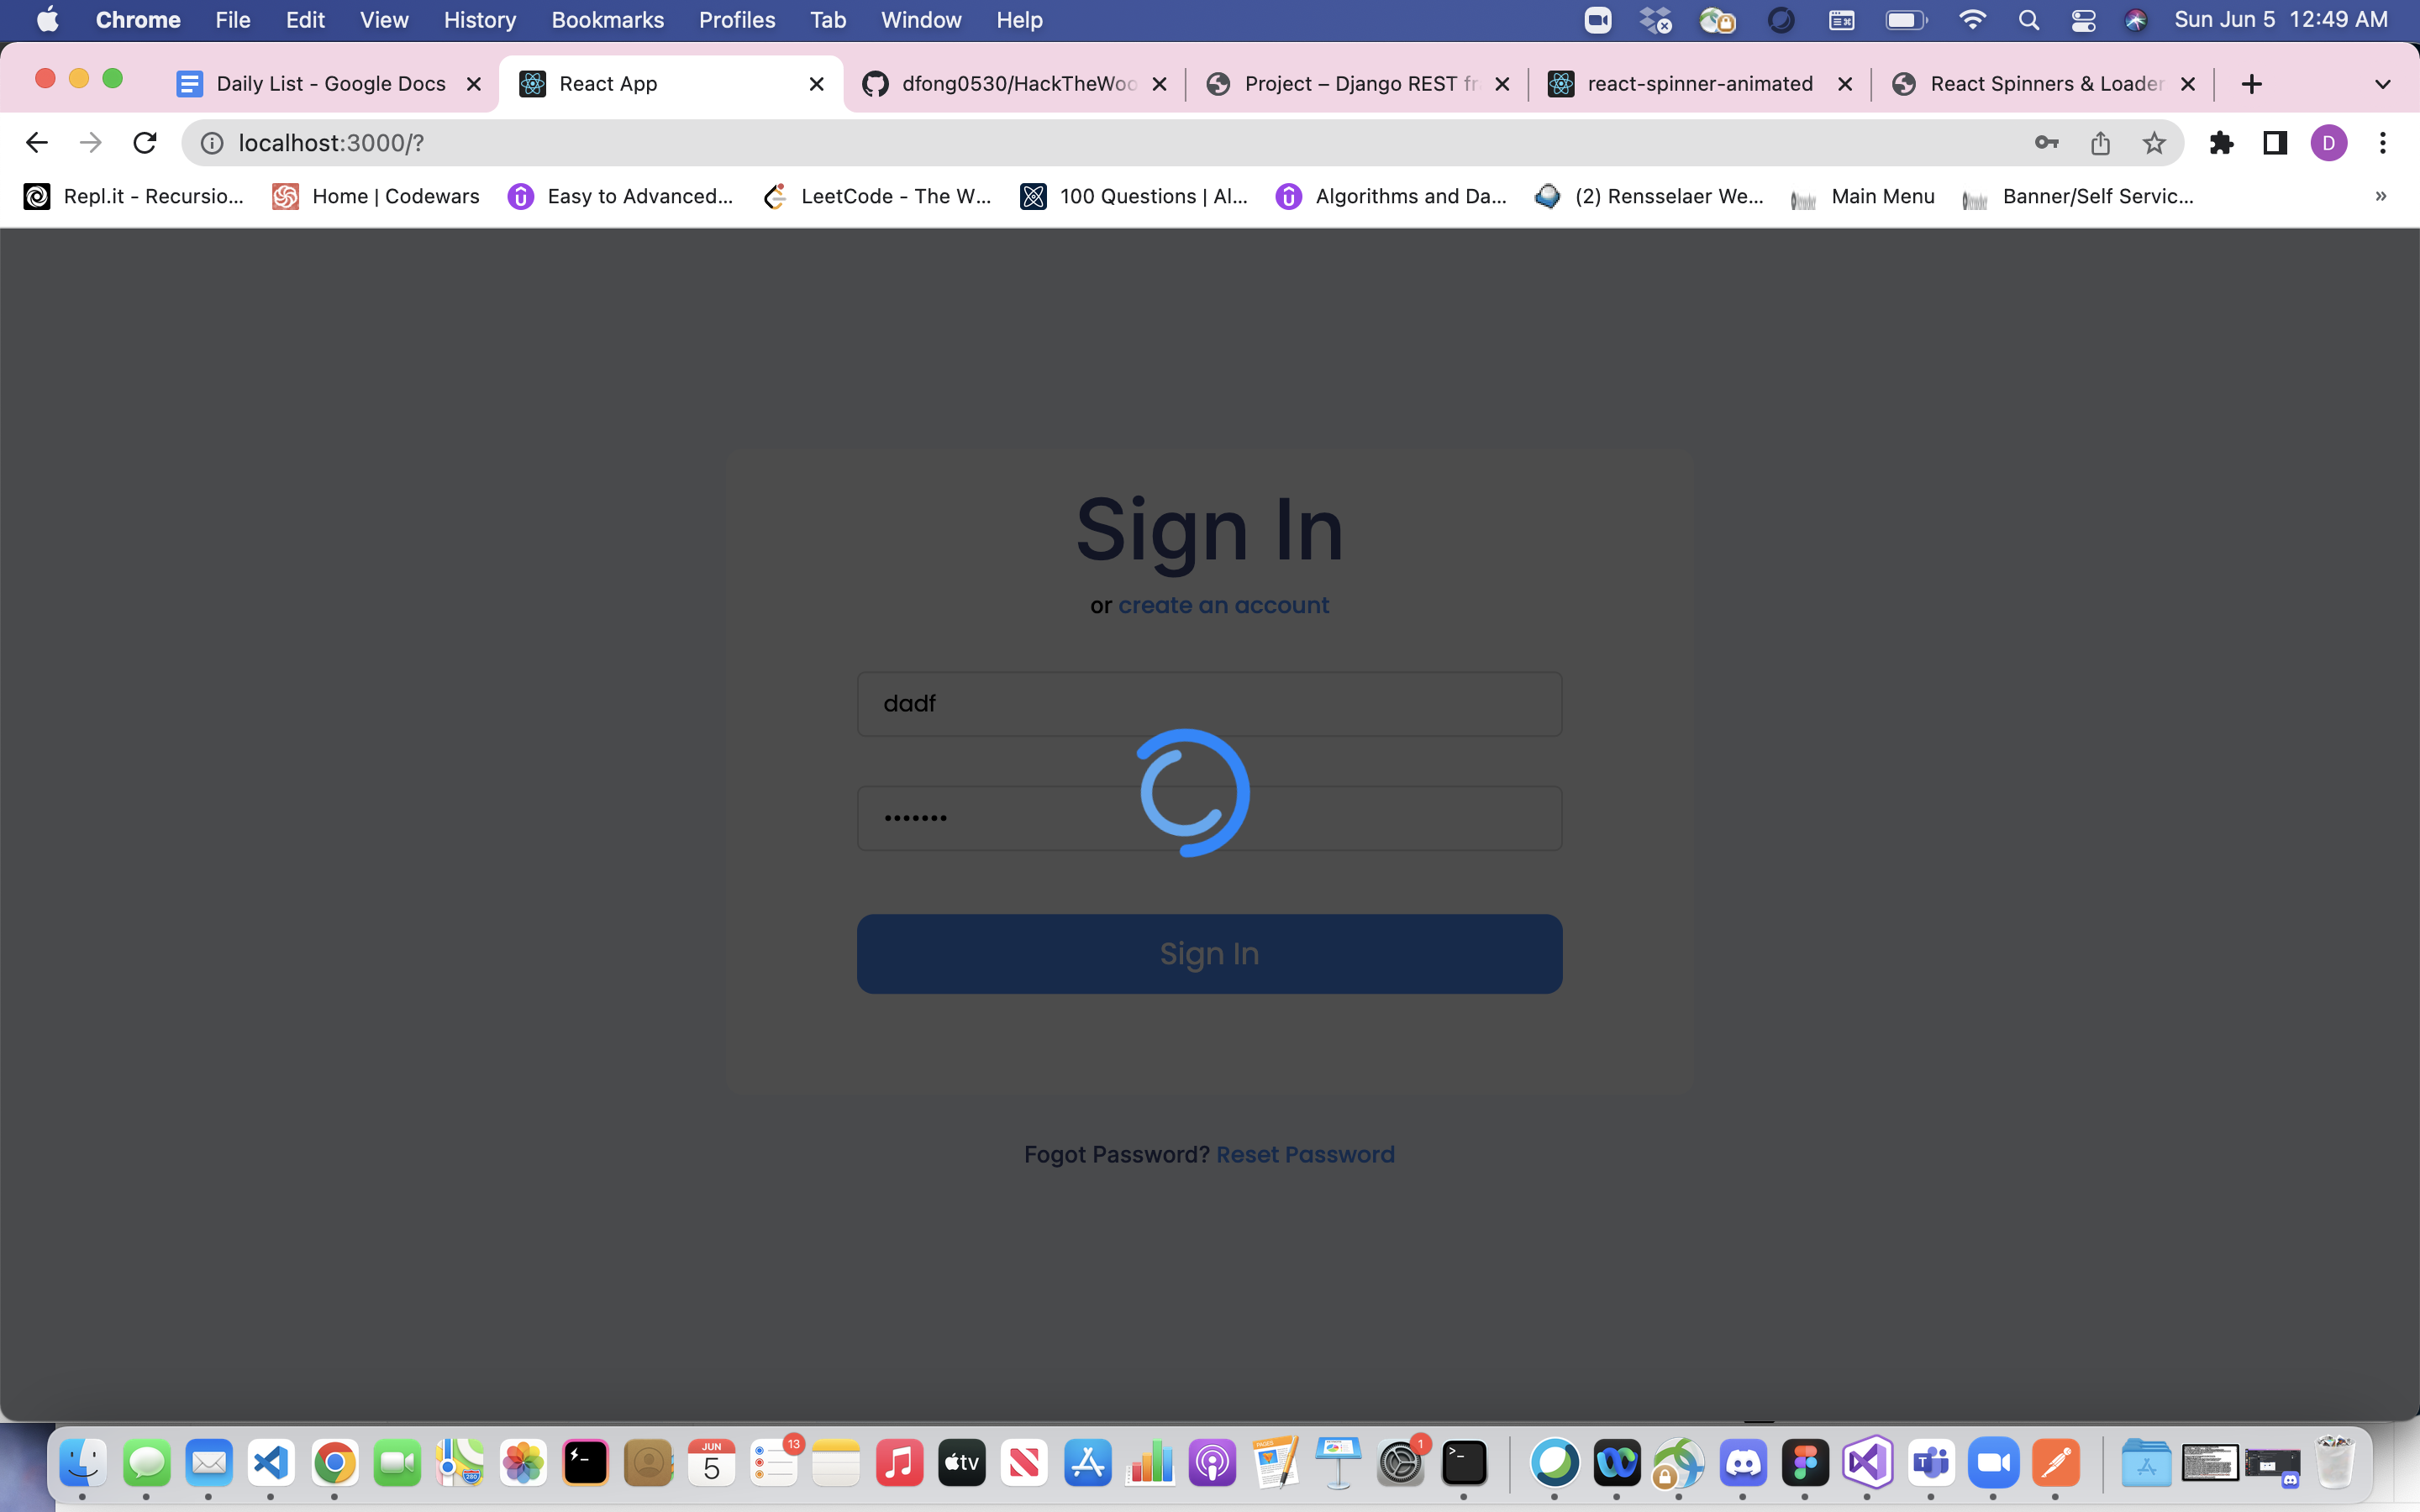 Chrome File Edit View History Bookmarks Profiles Tab Window Help Sun Jun 5 12:49 AM
Daily List - Google Docs React App dfong0530/HackTheWoo Project – Django REST fr react-spinner-animated React Spinners & Loader
localhost:3000/? D
Repl.it - Recursio... Home | Codewars Easy to Advanced... LeetCode - The W... 100 Questions | Al... Algorithms and Da... (2) Rensselaer We... Main Menu Banner/Self Servic... »
Sign In
or create an account
dadf
•••••••
Sign In
Fogot Password? Reset Password
JUN 13 PAGES 1
5 tv 280